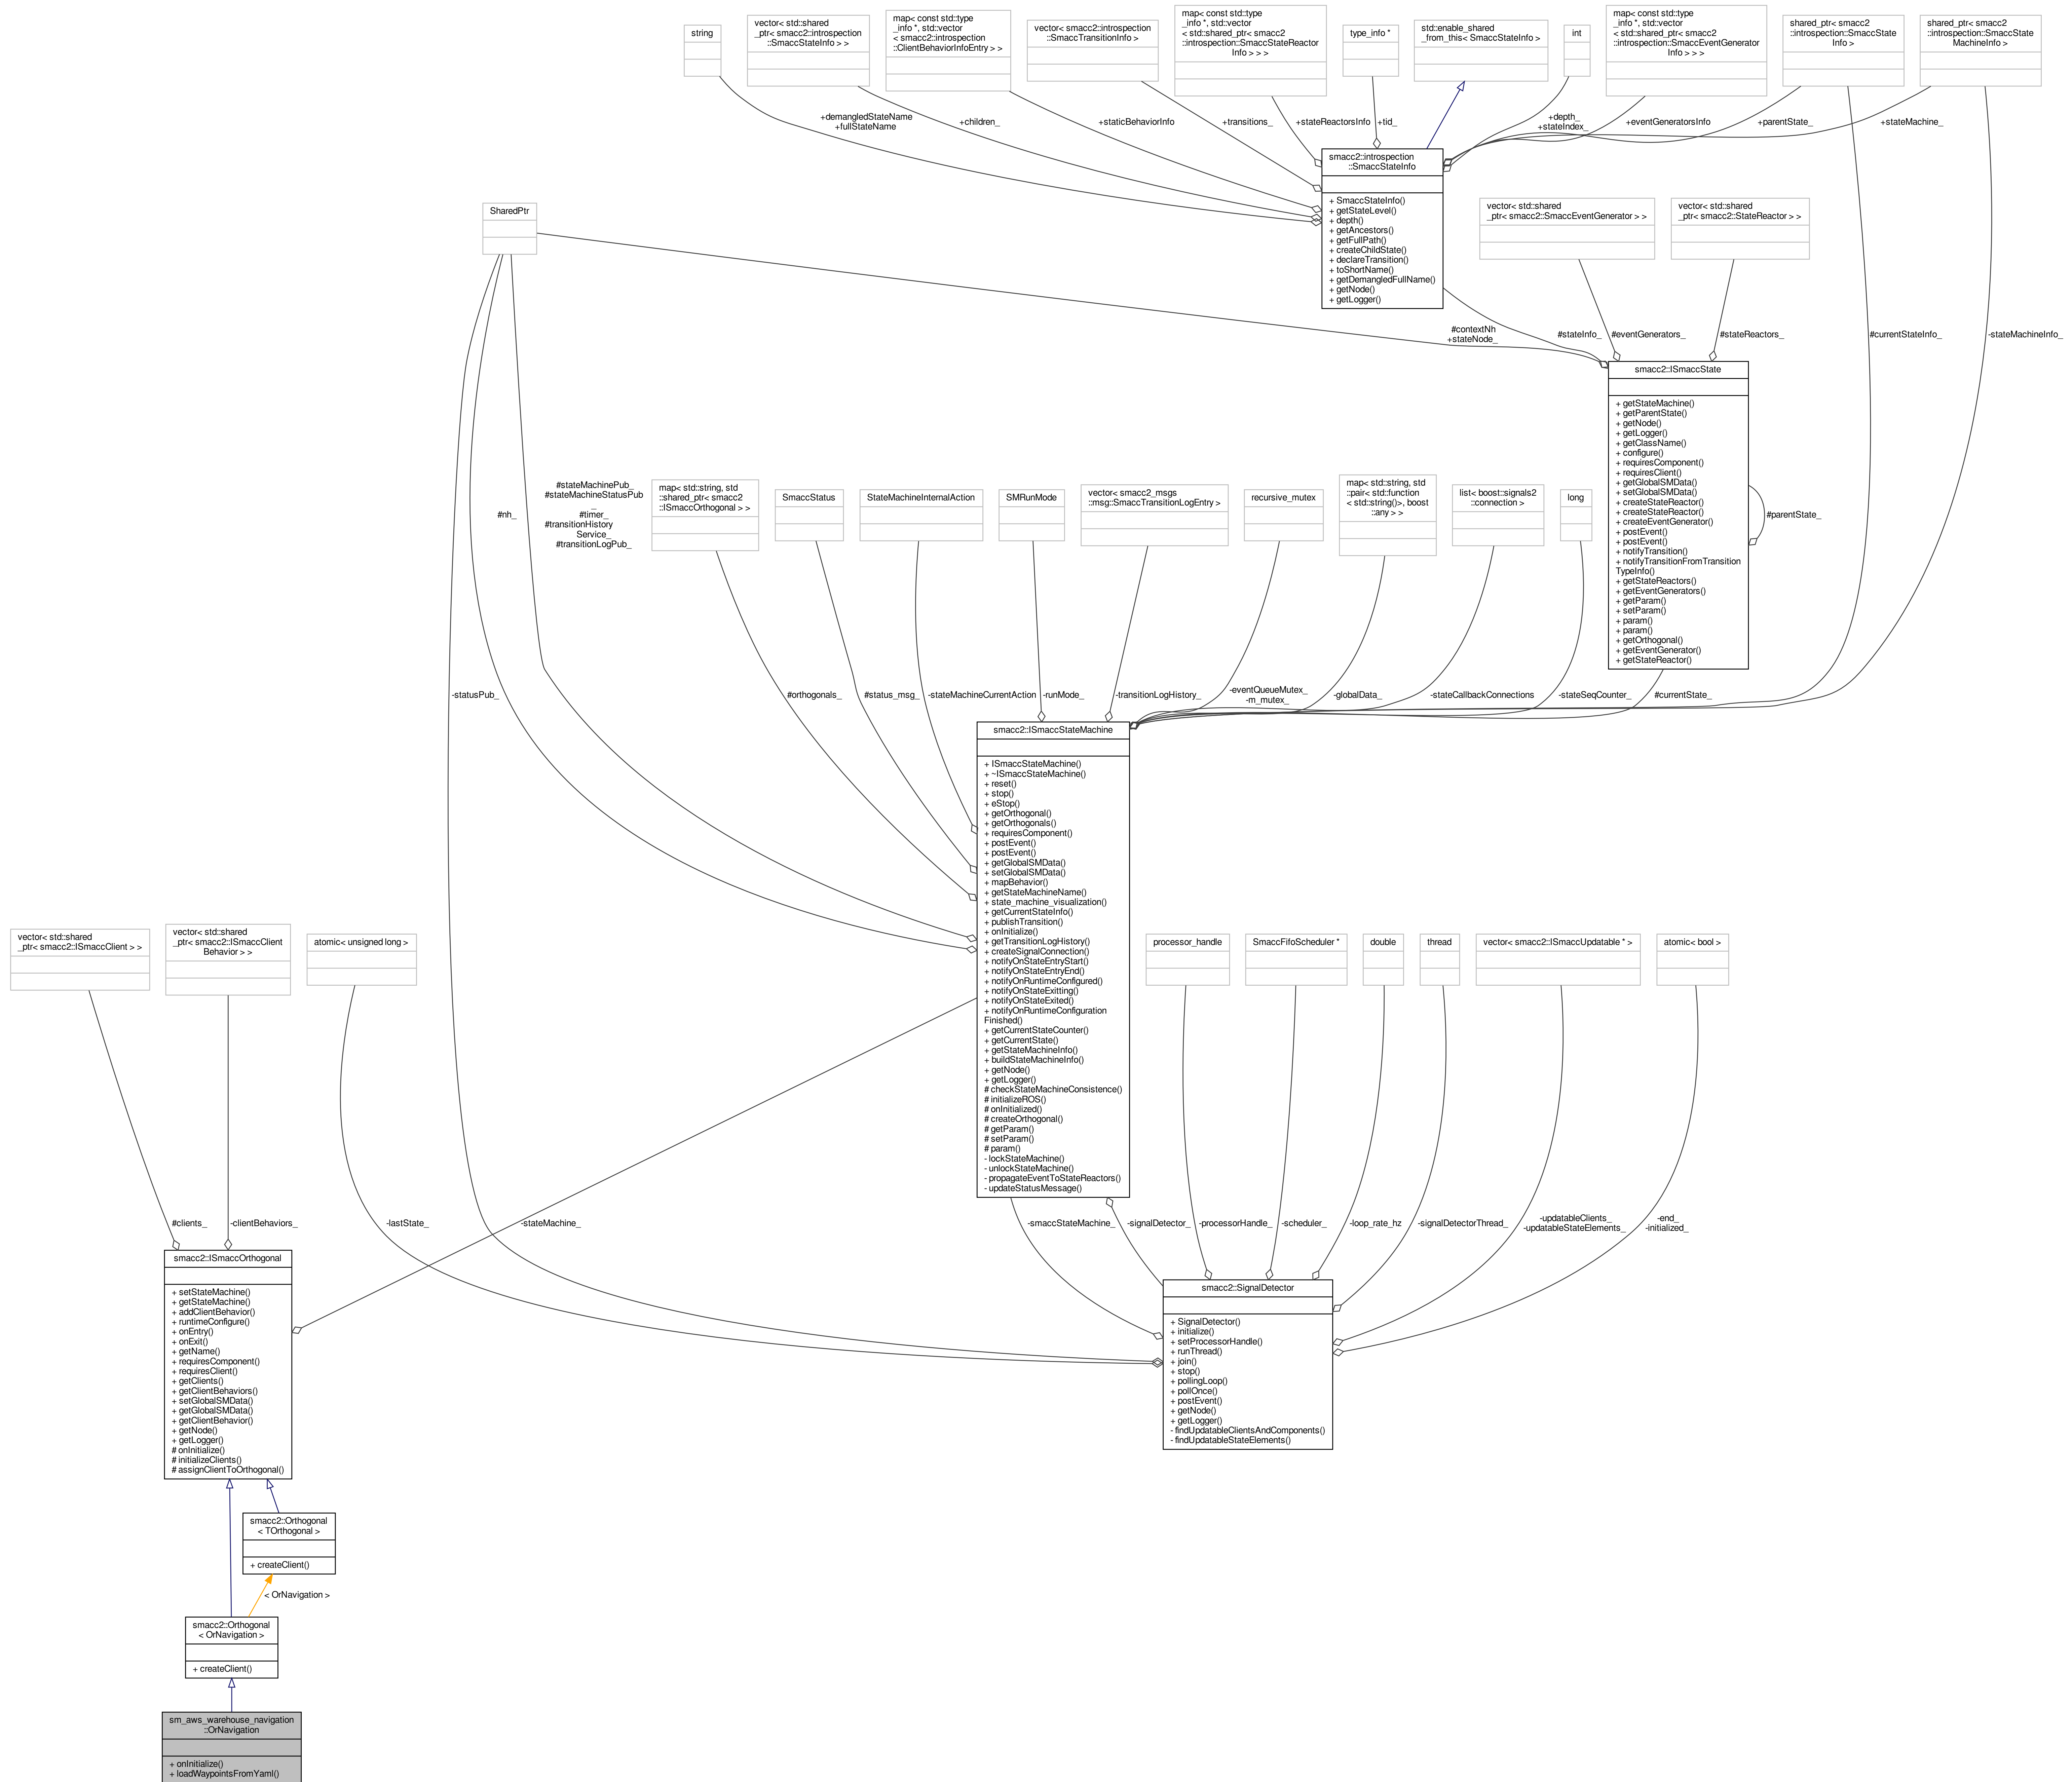 string
vector< std::shared
_ptr< smacc2::introspection
::SmaccStateInfo > >
map< const std::type
_info *, std::vector
< smacc2::introspection
::ClientBehaviorInfoEntry > >
vector< smacc2::introspection
::SmaccTransitionInfo >
map< const std::type
_info *, std::vector
< std::shared_ptr< smacc2
::introspection::SmaccStateReactor
Info > > >
type_info *
std::enable_shared
_from_this< SmaccStateInfo >
int
map< const std::type
_info *, std::vector
< std::shared_ptr< smacc2
::introspection::SmaccEventGenerator
Info > > >
shared_ptr< smacc2
::introspection::SmaccState
Info >
shared_ptr< smacc2
::introspection::SmaccState
MachineInfo >
+demangledStateName
+fullStateName
+children_
+staticBehaviorInfo
+transitions_
+stateReactorsInfo
+tid_
+depth_
+stateIndex_
+eventGeneratorsInfo
+parentState_
+stateMachine_
smacc2::introspection
::SmaccStateInfo
+ SmaccStateInfo()
+ getStateLevel()
+ depth()
+ getAncestors()
+ getFullPath()
+ createChildState()
+ declareTransition()
+ toShortName()
+ getDemangledFullName()
+ getNode()
+ getLogger()
SharedPtr
vector< std::shared
_ptr< smacc2::SmaccEventGenerator > >
vector< std::shared
_ptr< smacc2::StateReactor > >
#contextNh
+stateNode_
#stateInfo_
#eventGenerators_
#stateReactors_
#currentStateInfo_
-stateMachineInfo_
smacc2::ISmaccState
+ getStateMachine()
+ getParentState()
+ getNode()
+ getLogger()
+ getClassName()
+ configure()
+ requiresComponent()
+ requiresClient()
+ getGlobalSMData()
+ setGlobalSMData()
+ createStateReactor()
+ createStateReactor()
+ createEventGenerator()
+ postEvent()
+ postEvent()
+ notifyTransition()
+ notifyTransitionFromTransition
TypeInfo()
+ getStateReactors()
+ getEventGenerators()
+ getParam()
+ setParam()
+ param()
+ param()
+ getOrthogonal()
+ getEventGenerator()
+ getStateReactor()
#parentState_
#nh_
#stateMachinePub_
#stateMachineStatusPub
_
#timer_
#transitionHistory
Service_
#transitionLogPub_
map< std::string, std
::shared_ptr< smacc2
::ISmaccOrthogonal > >
SmaccStatus
StateMachineInternalAction
SMRunMode
vector< smacc2_msgs
::msg::SmaccTransitionLogEntry >
recursive_mutex
map< std::string, std
::pair< std::function
< std::string()>, boost
::any > >
list< boost::signals2
::connection >
long
-statusPub_
#orthogonals_
#status_msg_
-stateMachineCurrentAction
-runMode_
-transitionLogHistory_
-eventQueueMutex_
-m_mutex_
-globalData_
-stateCallbackConnections
-stateSeqCounter_
#currentState_
smacc2::ISmaccStateMachine
+ ISmaccStateMachine()
+ ~ISmaccStateMachine()
+ reset()
+ stop()
+ eStop()
+ getOrthogonal()
+ getOrthogonals()
+ requiresComponent()
+ postEvent()
+ postEvent()
+ getGlobalSMData()
+ setGlobalSMData()
+ mapBehavior()
+ getStateMachineName()
+ state_machine_visualization()
+ getCurrentStateInfo()
+ publishTransition()
+ onInitialize()
+ getTransitionLogHistory()
+ createSignalConnection()
+ notifyOnStateEntryStart()
+ notifyOnStateEntryEnd()
+ notifyOnRuntimeConfigured()
+ notifyOnStateExitting()
+ notifyOnStateExited()
+ notifyOnRuntimeConfiguration
Finished()
+ getCurrentStateCounter()
+ getCurrentState()
+ getStateMachineInfo()
+ buildStateMachineInfo()
+ getNode()
+ getLogger()
# checkStateMachineConsistence()
# initializeROS()
# onInitialized()
# createOrthogonal()
# getParam()
# setParam()
# param()
- lockStateMachine()
- unlockStateMachine()
- propagateEventToStateReactors()
- updateStatusMessage()
vector< std::shared
_ptr< smacc2::ISmaccClient > >
vector< std::shared
_ptr< smacc2::ISmaccClient
Behavior > >
atomic< unsigned long >
processor_handle
SmaccFifoScheduler *
double
thread
vector< smacc2::ISmaccUpdatable * >
atomic< bool >
#clients_
-clientBehaviors_
-lastState_
-stateMachine_
-smaccStateMachine_
-signalDetector_
-processorHandle_
-scheduler_
-loop_rate_hz
-signalDetectorThread_
-updatableClients_
-updatableStateElements_
-end_
-initialized_
smacc2::ISmaccOrthogonal
+ setStateMachine()
+ getStateMachine()
+ addClientBehavior()
+ runtimeConfigure()
+ onEntry()
+ onExit()
+ getName()
+ requiresComponent()
+ requiresClient()
+ getClients()
+ getClientBehaviors()
+ setGlobalSMData()
+ getGlobalSMData()
+ getClientBehavior()
+ getNode()
+ getLogger()
# onInitialize()
# initializeClients()
# assignClientToOrthogonal()
smacc2::SignalDetector
+ SignalDetector()
+ initialize()
+ setProcessorHandle()
+ runThread()
+ join()
+ stop()
+ pollingLoop()
+ pollOnce()
+ postEvent()
+ getNode()
+ getLogger()
- findUpdatableClientsAndComponents()
- findUpdatableStateElements()
smacc2::Orthogonal
< TOrthogonal >
+ createClient()
< OrNavigation >
smacc2::Orthogonal
< OrNavigation >
+ createClient()
sm_aws_warehouse_navigation
::OrNavigation
+ onInitialize()
+ loadWaypointsFromYaml()